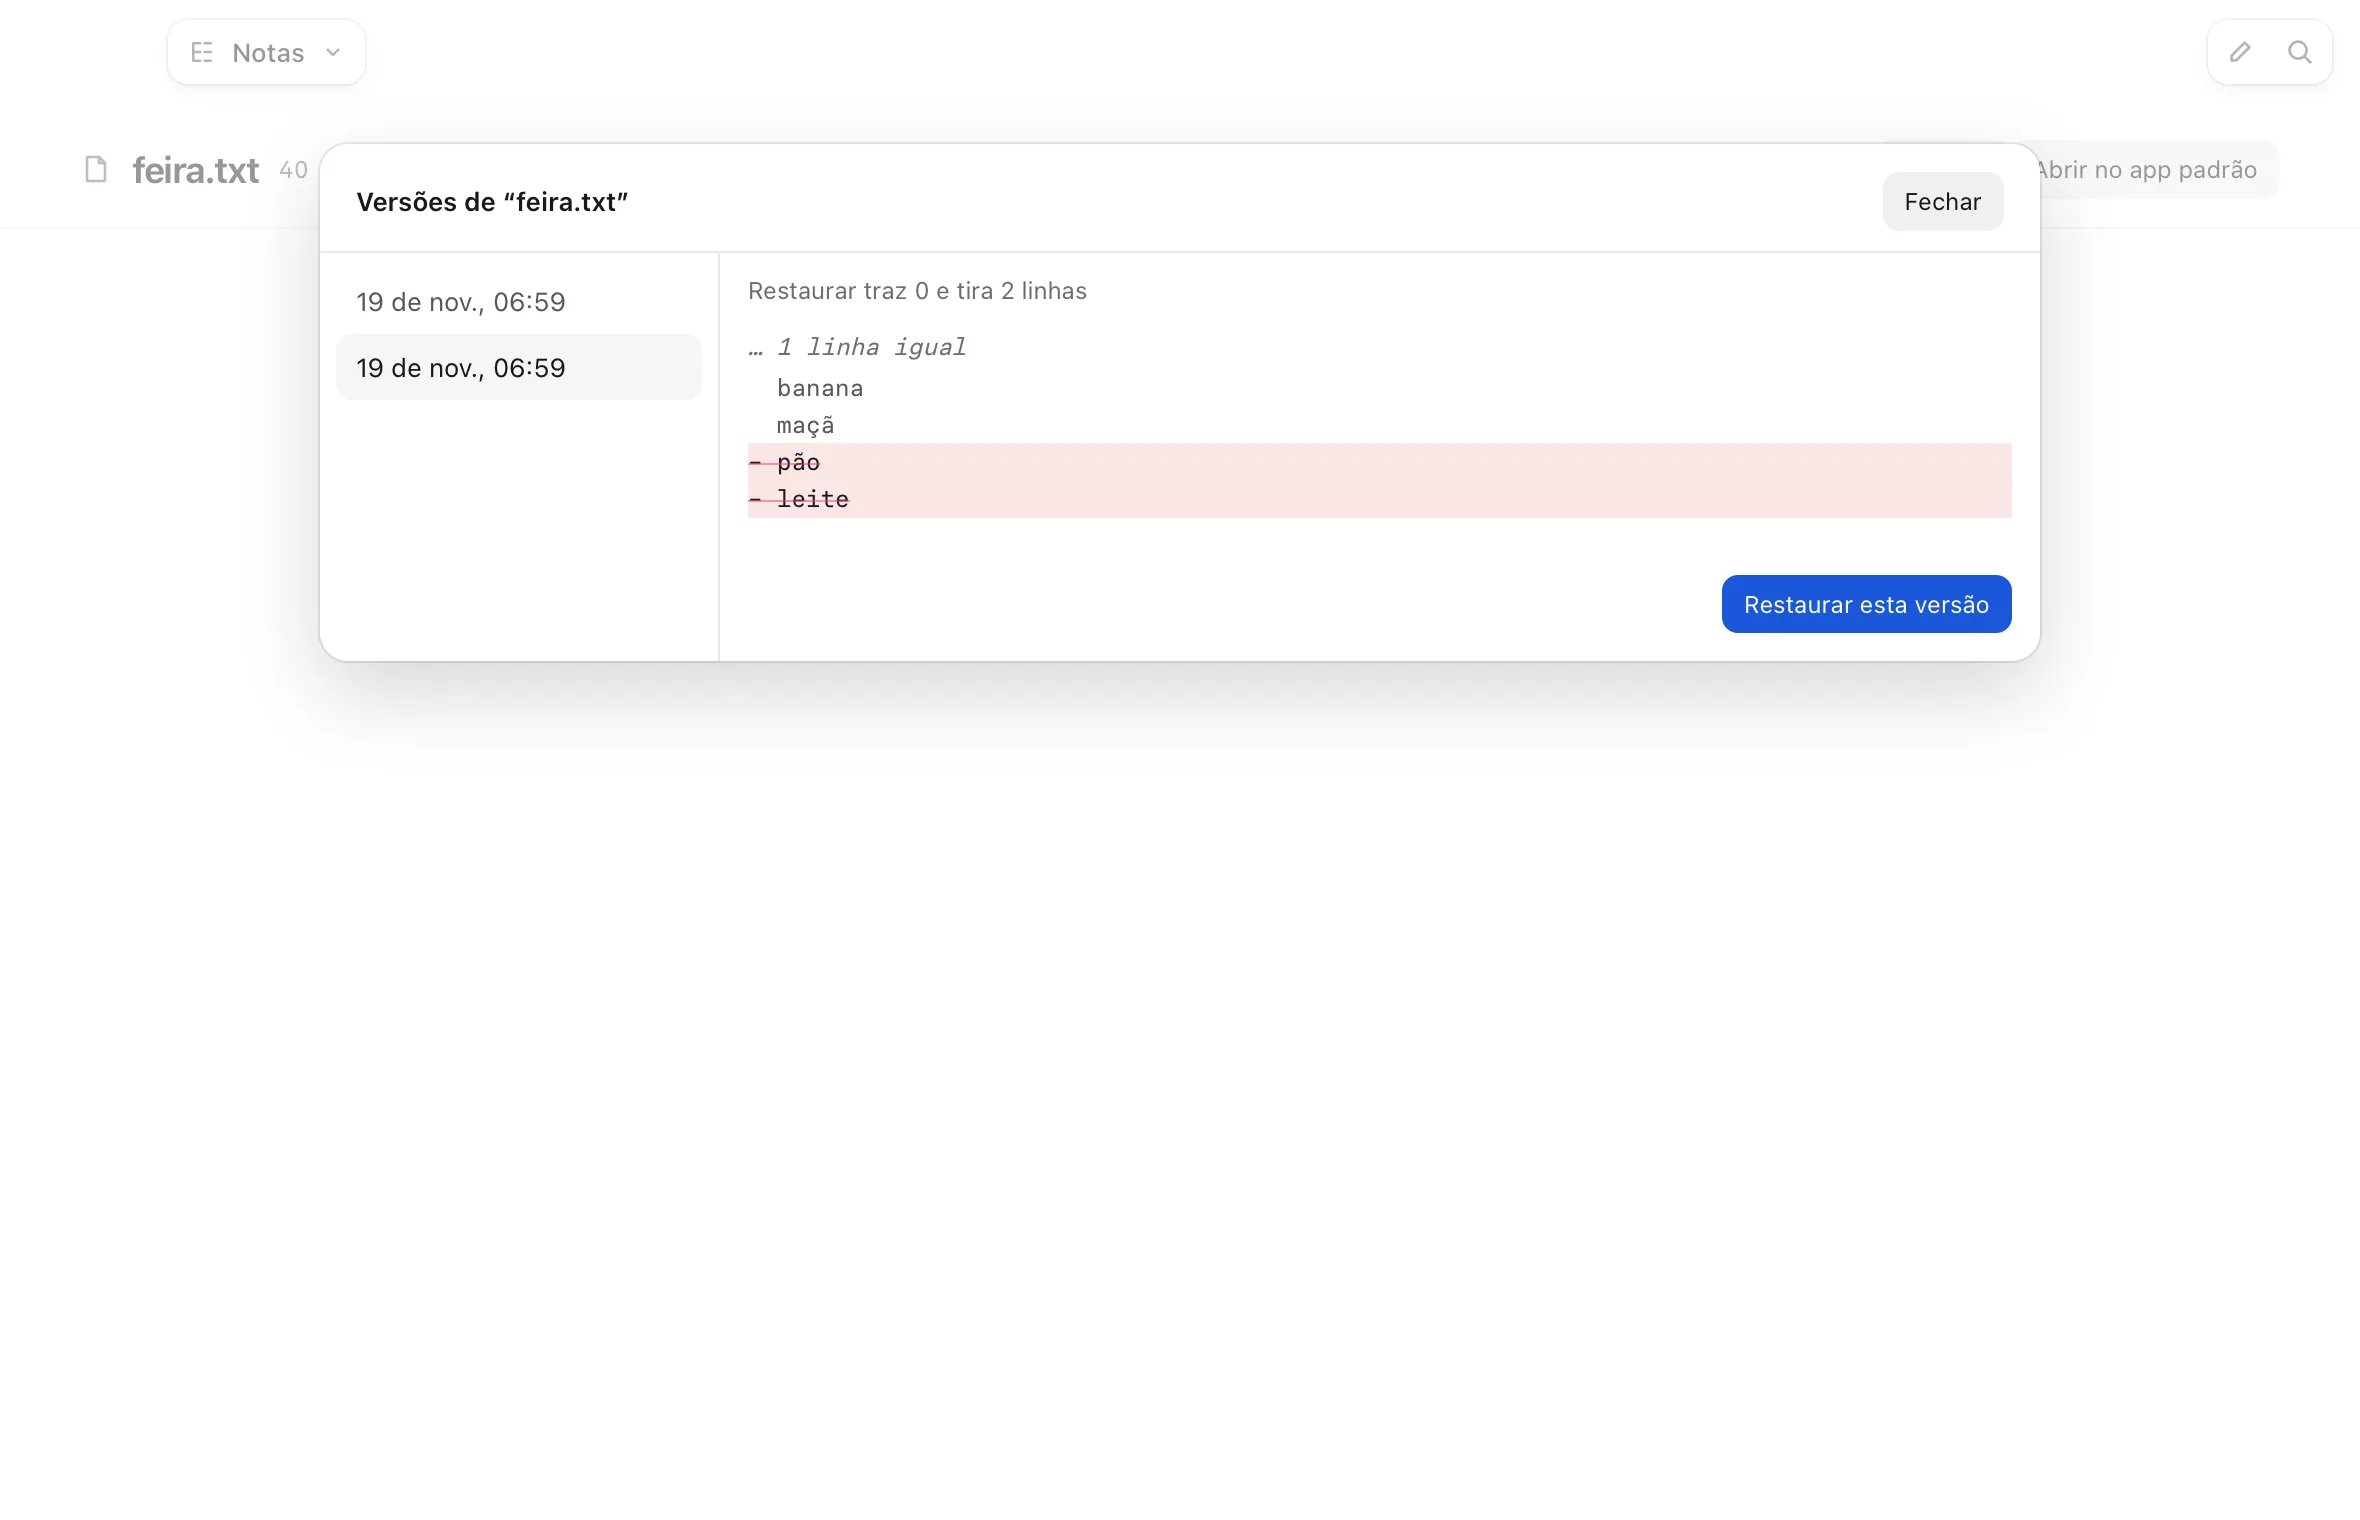 Notas
feira.txt 40
Abrir no app padrão
Versões de “feira.txt”
Fechar
19 de nov., 06:59
19 de nov., 06:59
Restaurar traz 0 e tira 2 linhas
… 1 linha igual
banana
maçã
- pão
- leite
Restaurar esta versão